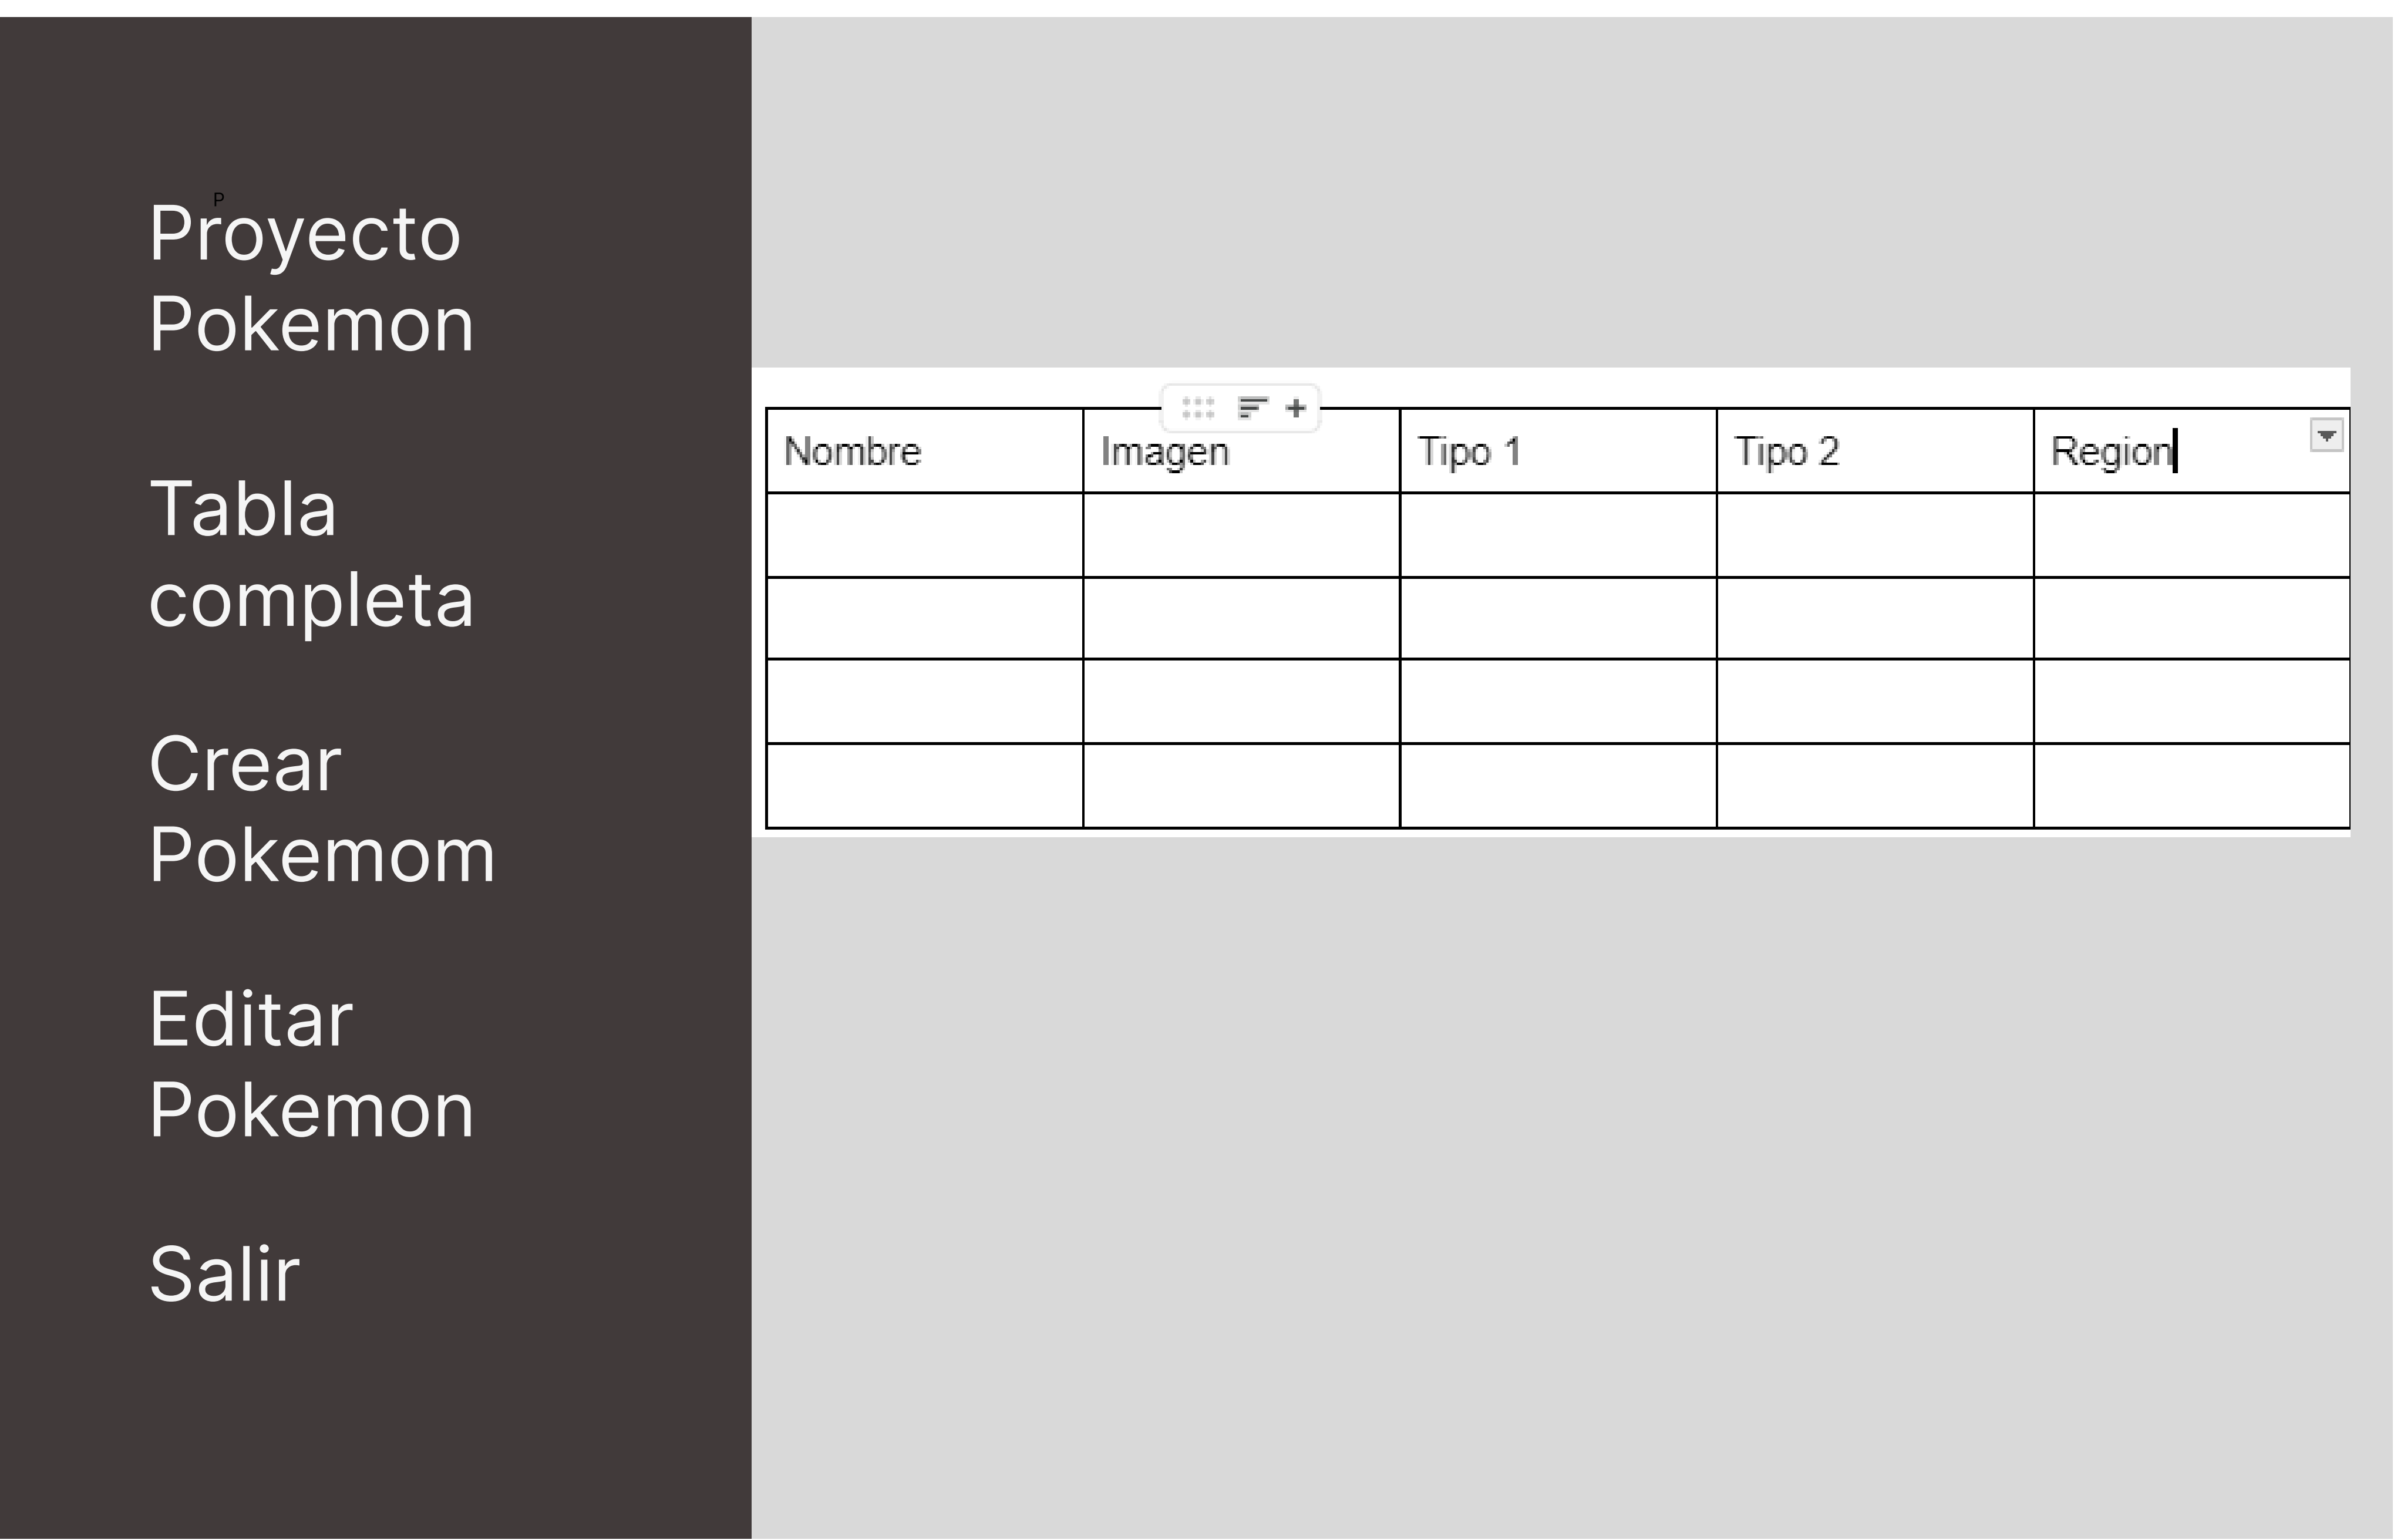 P
Proyecto
Pokemon
Tabla
completa
Crear
Pokemom
Editar
Pokemon
Salir
Nombre Imagen Tipo 1 Tipo 2 Region